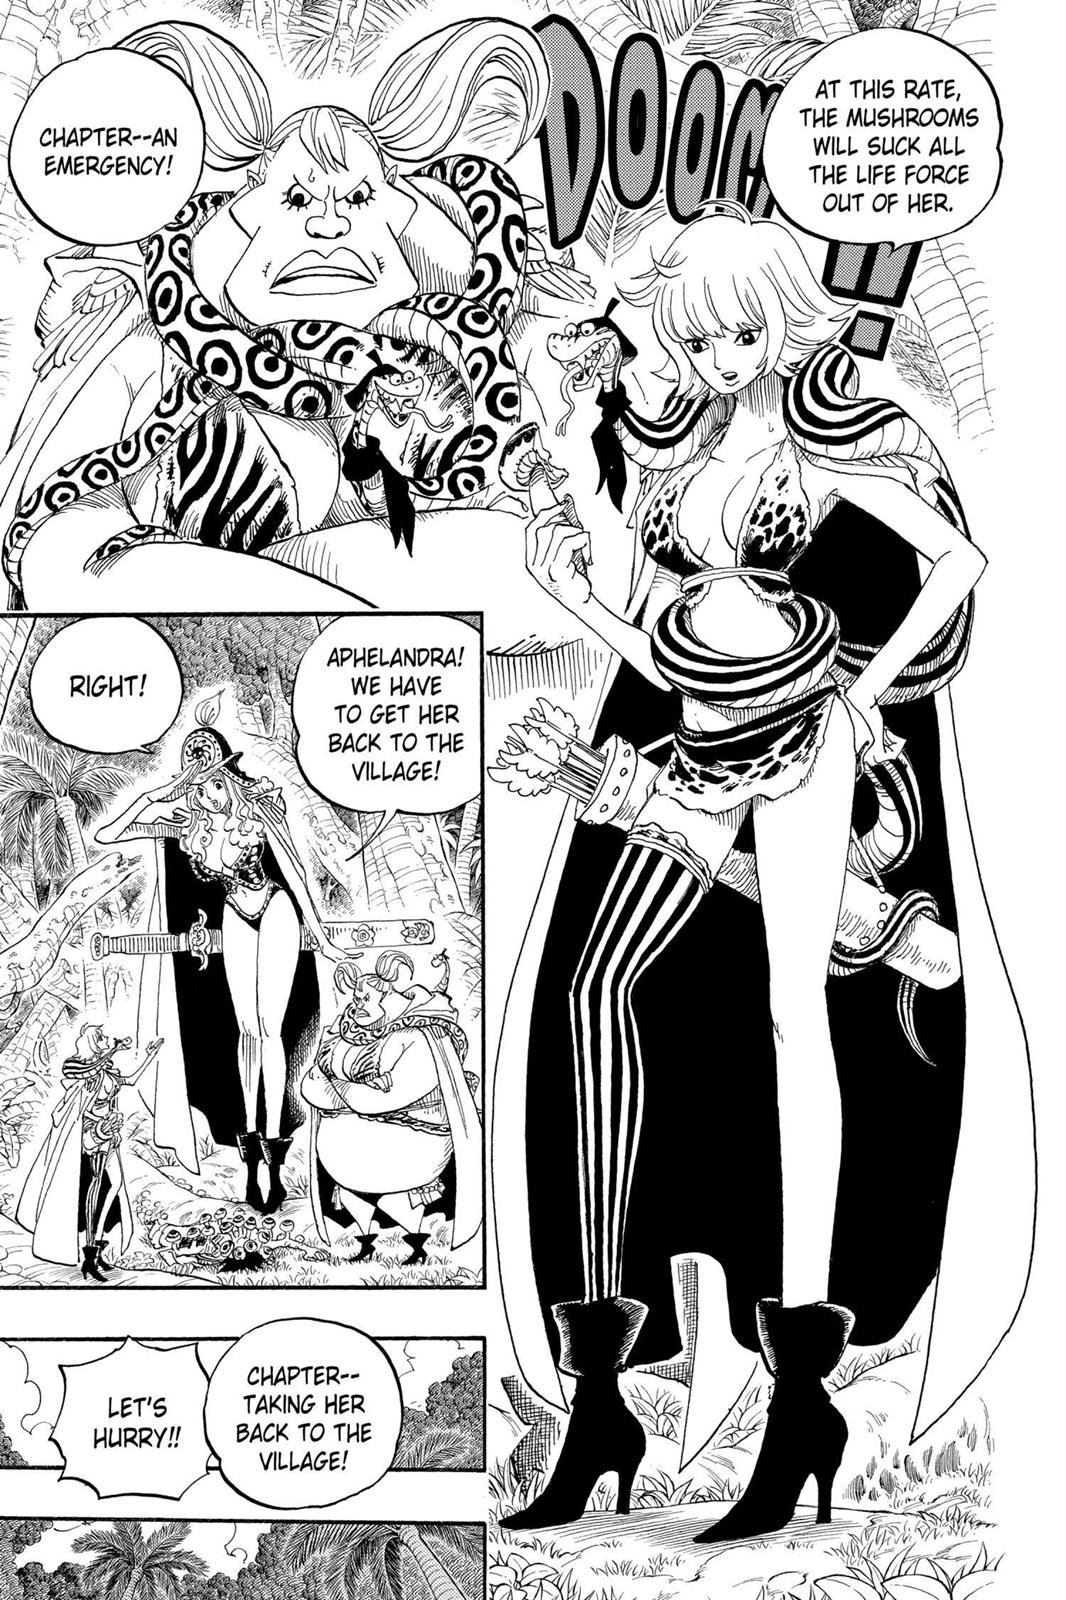 AT THIS RATE,
THE MUSHROOMS
WILL SUCK ALL
THE LIFE FORCE
OUT OF HER.
DOOM!!
CHAPTER--AN
EMERGENCY!
APHELANDRA!
WE HAVE
TO GET HER
BACK TO THE
VILLAGE!
RIGHT!
CHAPTER--
TAKING HER
BACK TO THE
VILLAGE!
LET'S
HURRY!!